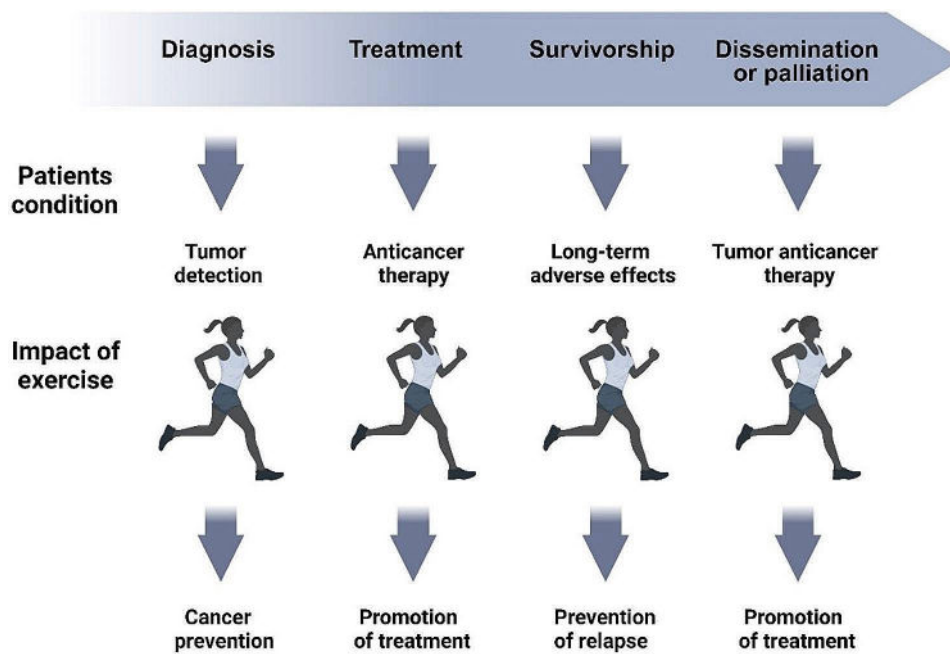 Diagnosis
Treatment
Survivorship
Dissemination
or palliation
Patients
condition
Tumor
detection
Anticancer
therapy
Long-term
adverse effects
Tumor anticancer
therapy
Impact of
exercise
Cancer
prevention
Promotion
of treatment
Prevention
of relapse
Promotion
of treatment